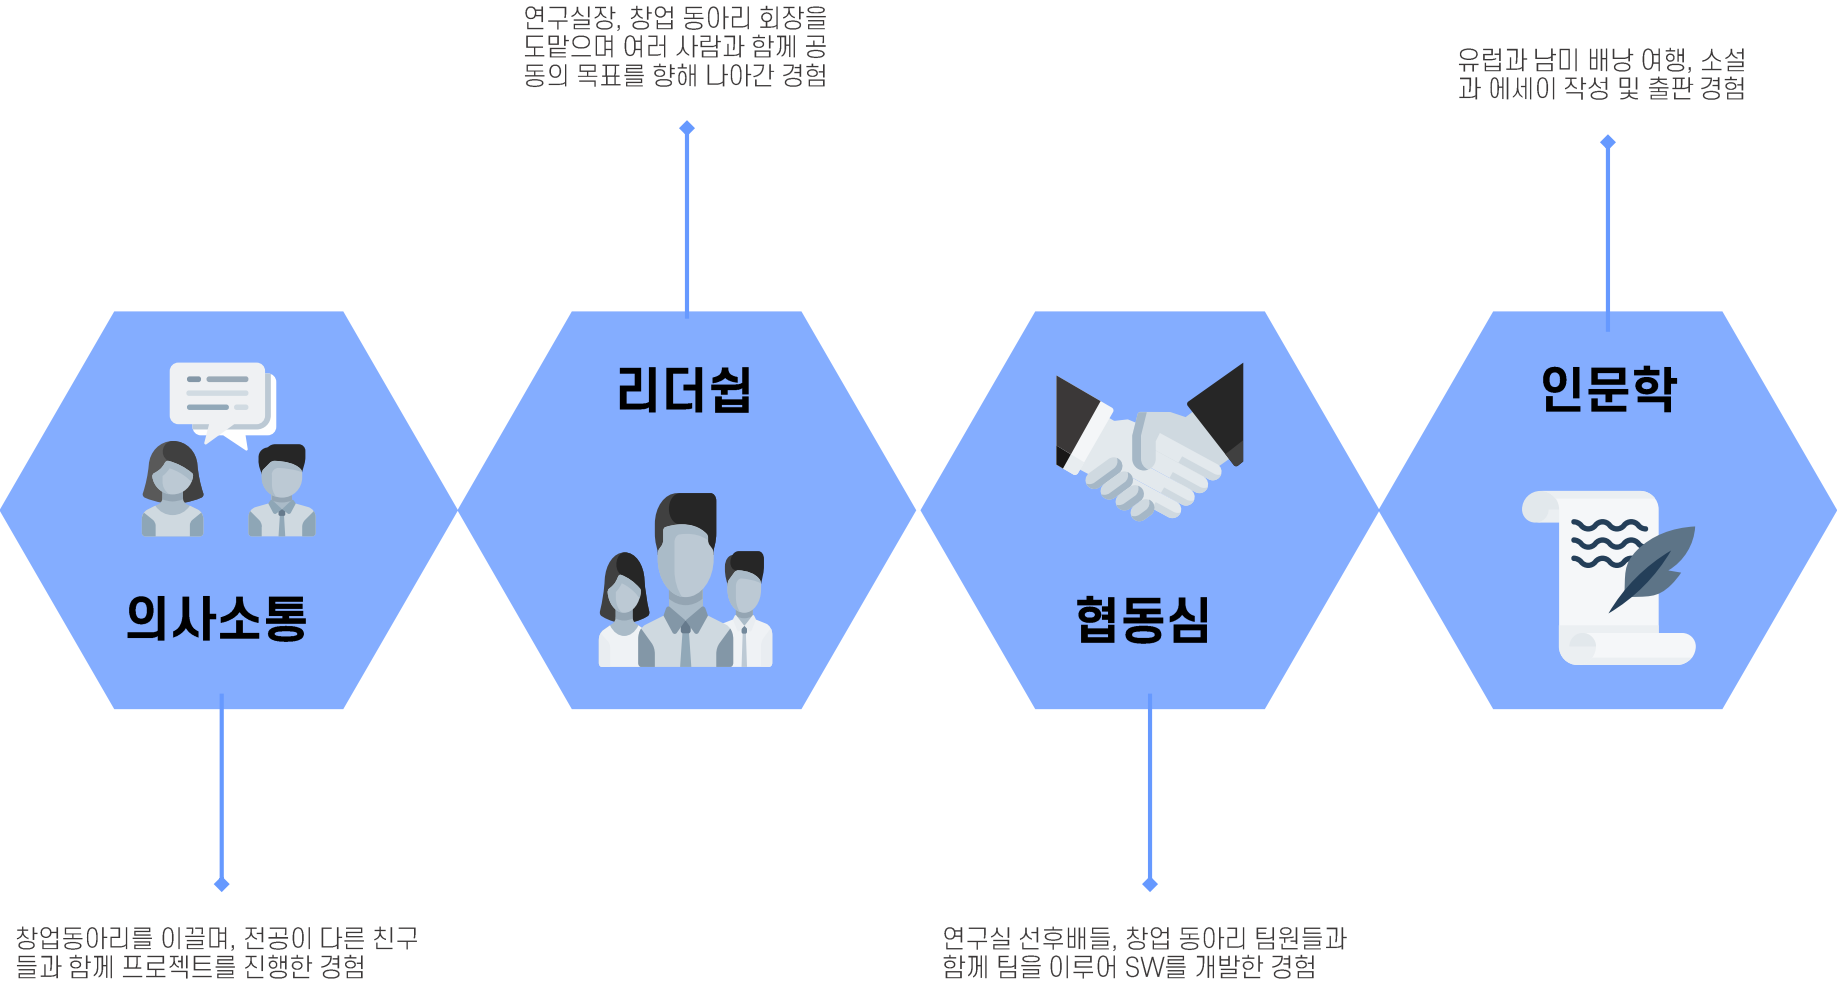 연구실장, 창업 동아리 회장을
도맡으며 여러 사람과 함께 공
동의 목표를 향해 나아간 경험
유럽과 남미 배낭 여행, 소설
과 에세이 작성 및 출판 경험
리더쉽
인문학
의사소통
협동심
창업동아리를 이끌며, 전공이 다른 친구
들과 함께 프로젝트를 진행한 경험
연구실 선후배들, 창업 동아리 팀원들과
함께 팀을 이루어 SW를 개발한 경험